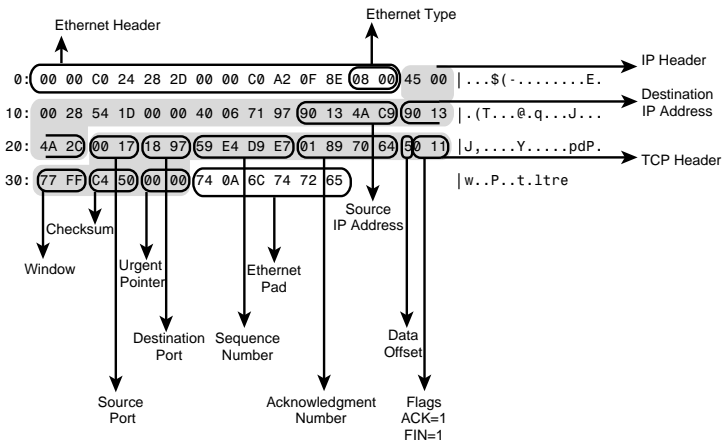 Ethernet Header
Ethernet Type
IP Header
0: 00 00 C0 24 28 2D 00 00 C0 A2 0F 8E 08 00 45 00 |...$(-........E.
Destination
IP Address
10: 00 28 54 1D 00 00 40 06 71 97 90 13 4A C9 90 13 |.(T...@.q...J...
20: 4A 2C 00 17 18 97 59 E4 D9 E7 01 89 70 64 50 11 |J,....Y.....pdP.
TCP Header
30: 77 FF C4 50 00 00 74 0A 6C 74 72 65 |w..P..t.ltre
Source
IP Address
Checksum
Window
Urgent
Pointer
Ethernet
Pad
Destination
Port
Sequence
Number
Data
Offset
Source
Port
Acknowledgment
Number
Flags
ACK=1
FIN=1